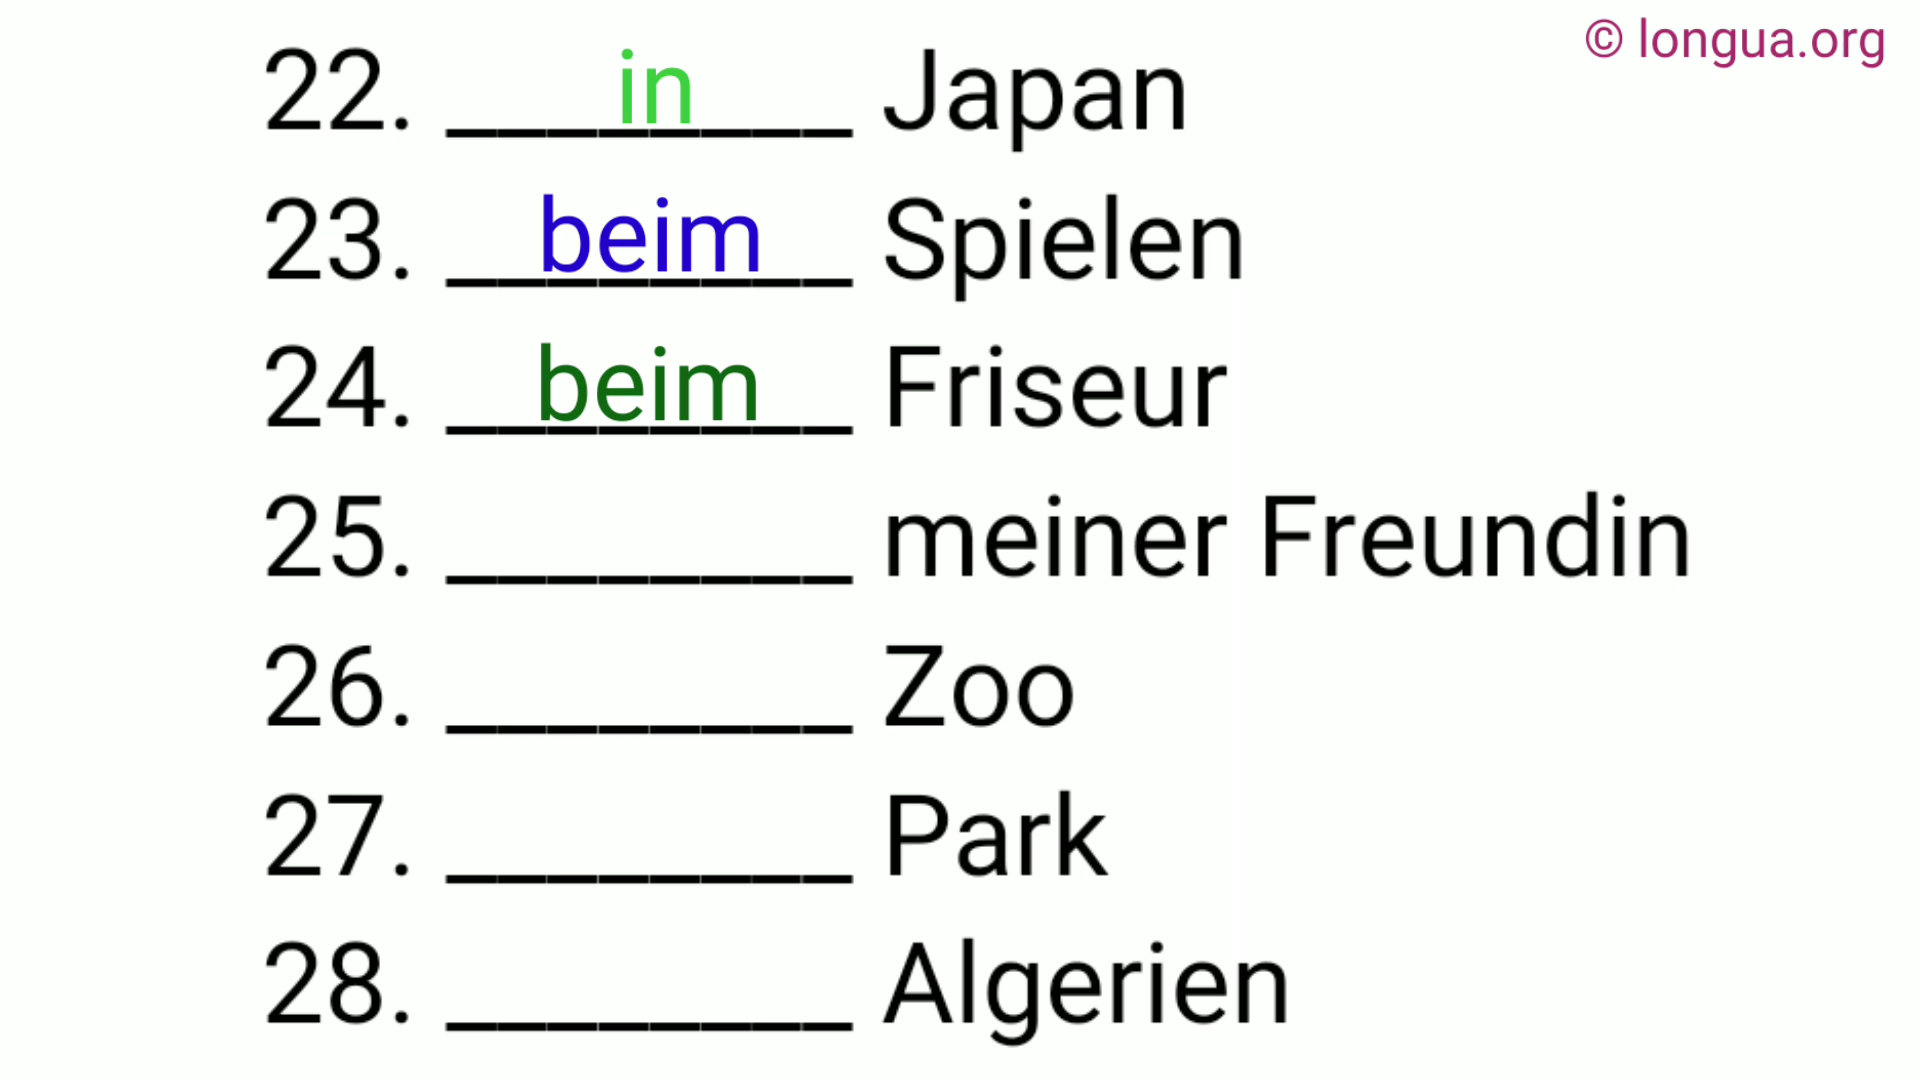 © longua.org
22. ________ in Japan
23. ________ beim Spielen
24. ________ beim Friseur
25. ________ meiner Freundin
26. ________ Zoo
27. ________ Park
28. ________ Algerien